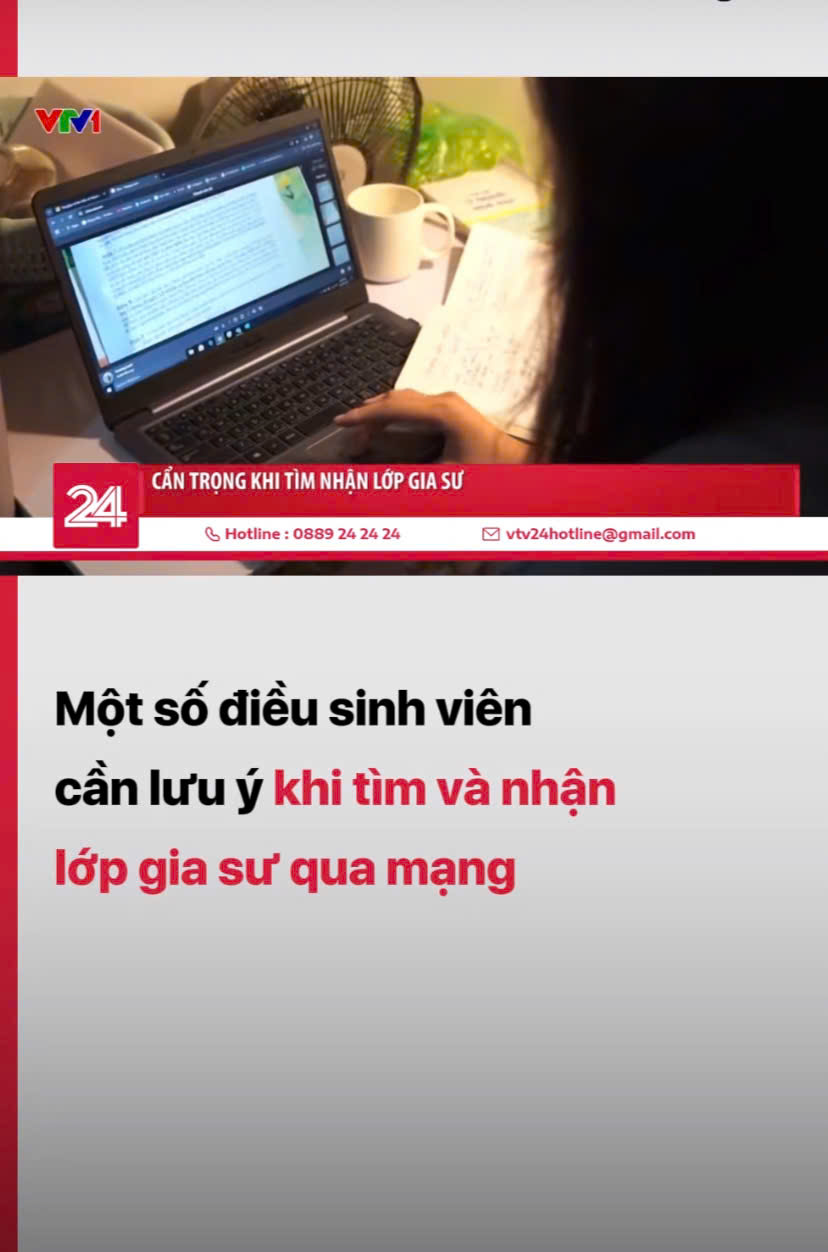 VTV1
CẨN TRỌNG KHI TÌM NHẬN LỚP GIA SƯ
24
Hotline : 0889 24 24 24
vtv24hotline@gmail.com
Một số điều sinh viên
cần lưu ý khi tìm và nhận
lớp gia sư qua mạng